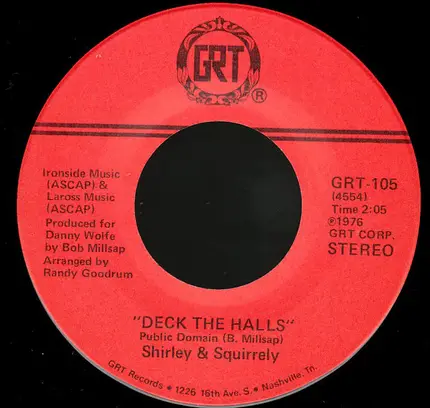 GRT
®
Ironside Music
(ASCAP) &
Laross Music
(ASCAP)
Produced for
Danny Wolfe
by Bob Millsap
Arranged by
Randy Goodrum
GRT-105
(4554)
Time 2:05
℗1976
GRT CORP.
STEREO
"DECK THE HALLS"
Public Domain (B. Millsap)
Shirley & Squirrely
GRT Records • 1226 16th Ave. S. • Nashville, Tn.